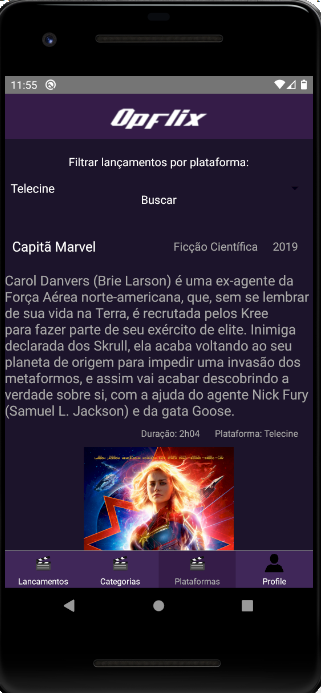 11:55
Opflix
Filtrar lançamentos por plataforma:
Telecine
Buscar
Capitã Marvel Ficção Científica 2019
Carol Danvers (Brie Larson) é uma ex-agente da
Força Aérea norte-americana, que, sem se lembrar
de sua vida na Terra, é recrutada pelos Kree
para fazer parte de seu exército de elite. Inimiga
declarada dos Skrull, ela acaba voltando ao seu
planeta de origem para impedir uma invasão dos
metaformos, e assim vai acabar descobrindo a
verdade sobre si, com a ajuda do agente Nick Fury
(Samuel L. Jackson) e da gata Goose.
Duração: 2h04 Plataforma: Telecine
Lancamentos Categorias Plataformas Profile